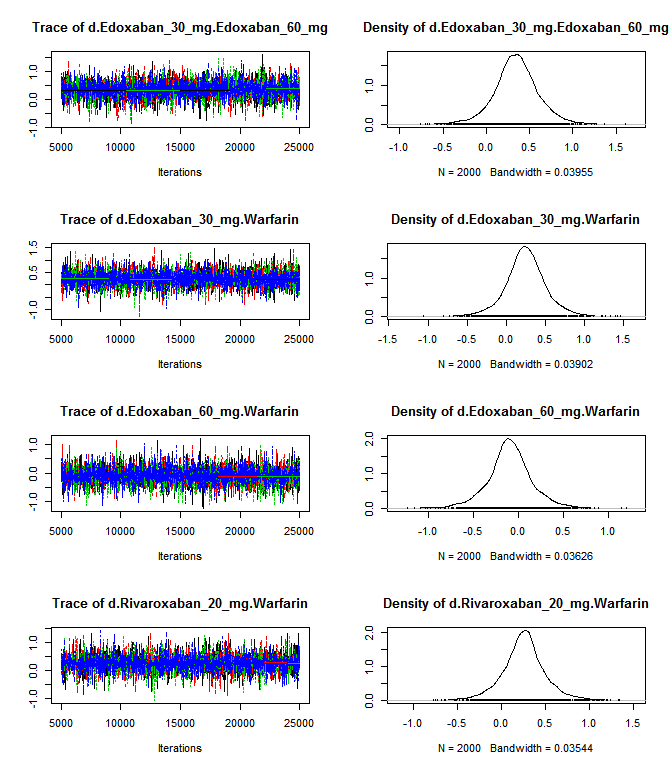 Trace of d.Edoxaban_30_mg.Edoxaban_60_mg
1.0
0.0
-1.0
5000 10000 15000 20000 25000
Iterations
Density of d.Edoxaban_30_mg.Edoxaban_60_mg
1.0
0.0
-1.0 0.0 0.5 1.0 1.5
N = 2000 Bandwidth = 0.03955
Trace of d.Edoxaban_30_mg.Warfarin
1.5
0.5
-1.0
5000 10000 15000 20000 25000
Iterations
Density of d.Edoxaban_30_mg.Warfarin
1.0
0.0
-1.5 -1.0 -0.5 0.0 0.5 1.0 1.5
N = 2000 Bandwidth = 0.03902
Trace of d.Edoxaban_60_mg.Warfarin
1.0
0.0
-1.0
5000 10000 15000 20000 25000
Iterations
Density of d.Edoxaban_60_mg.Warfarin
2.0
1.0
0.0
-1.0 -0.5 0.0 0.5 1.0
N = 2000 Bandwidth = 0.03626
Trace of d.Rivaroxaban_20_mg.Warfarin
1.0
0.0
-1.0
5000 10000 15000 20000 25000
Iterations
Density of d.Rivaroxaban_20_mg.Warfarin
2.0
1.0
0.0
-1.0 -0.5 0.0 0.5 1.0 1.5
N = 2000 Bandwidth = 0.03544